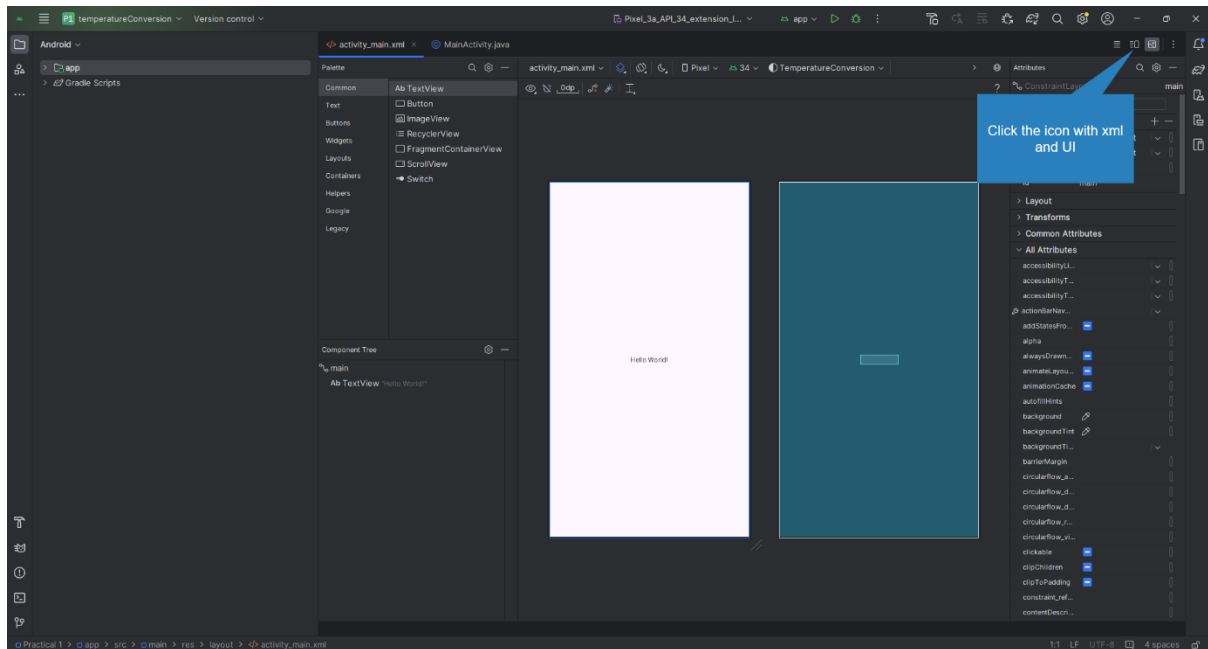 P1 temperatureConversion Version control
Pixel_3a_API_34_extension_l... app
Android
activity_main.xml
MainActivity.java
app
Gradle Scripts
Palette
Common
Text
Buttons
Widgets
Layouts
Containers
Helpers
Google
Legacy
Ab TextView
Button
ImageView
RecyclerView
FragmentContainerView
ScrollView
Switch
Component Tree
main
Ab TextView "Hello World!"
activity_main.xml Pixel 34 TemperatureConversion
0dp
?
Hello World!
Attributes
ConstraintLayout main
Click the icon with xml
and UI
id main
Layout
Transforms
Common Attributes
All Attributes
accessibilityLi...
accessibilityT...
accessibilityT...
actionBarNav...
addStatesFro...
alpha
alwaysDrawn...
animateLayou...
animationCache
autofillHints
background
backgroundTint
backgroundTi...
barrierMargin
circularflow_a...
circularflow_d...
circularflow_d...
circularflow_r...
circularflow_vi...
clickable
clipChildren
clipToPadding
constraint_ref...
contentDescri...
Practical 1 > app > src > main > res > layout > activity_main.xml
1:1 LF UTF-8 4 spaces